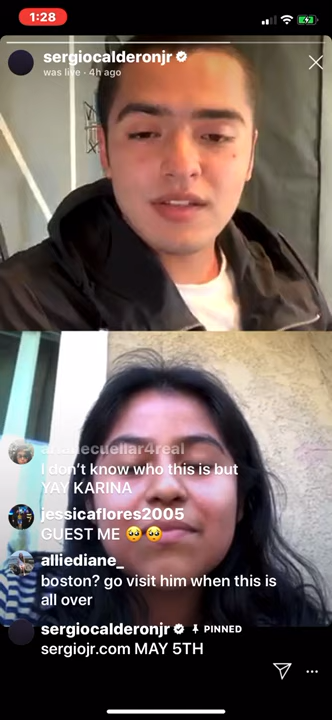 1:28
sergiocalderonjr
was live · 4h ago
arianecuellar4real
I don't know who this is but
YAY KARINA
jessicaflores2005
GUEST ME 🥺🥺
alliediane_
boston? go visit him when this is
all over
sergiocalderonjr PINNED
sergiojr.com MAY 5TH